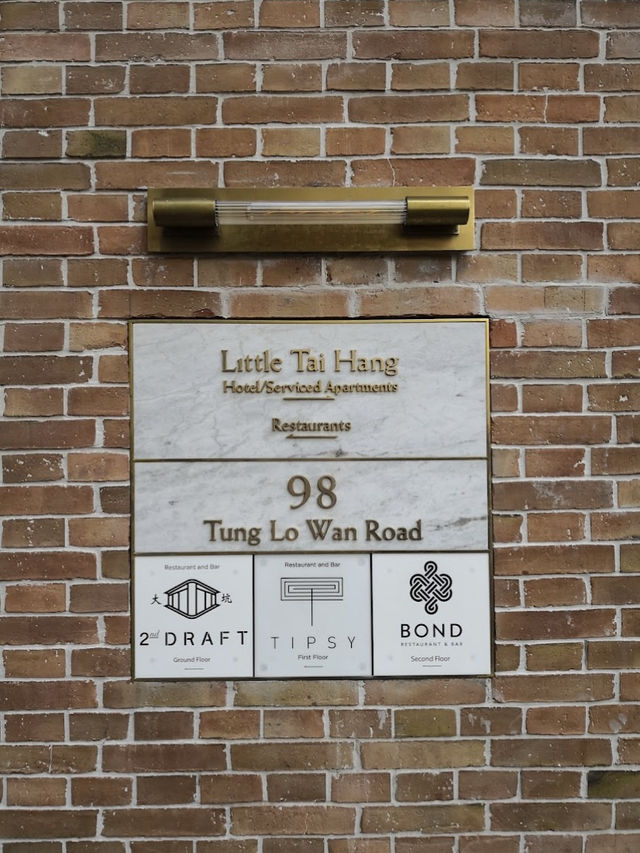 Little Tai Hang
Hotel/Serviced Apartments
Restaurants
98
Tung Lo Wan Road
Restaurant and Bar
大 坑
2nd DRAFT
Ground Floor
Restaurant and Bar
TIPSY
First Floor
BOND
RESTAURANT & BAR
Second Floor